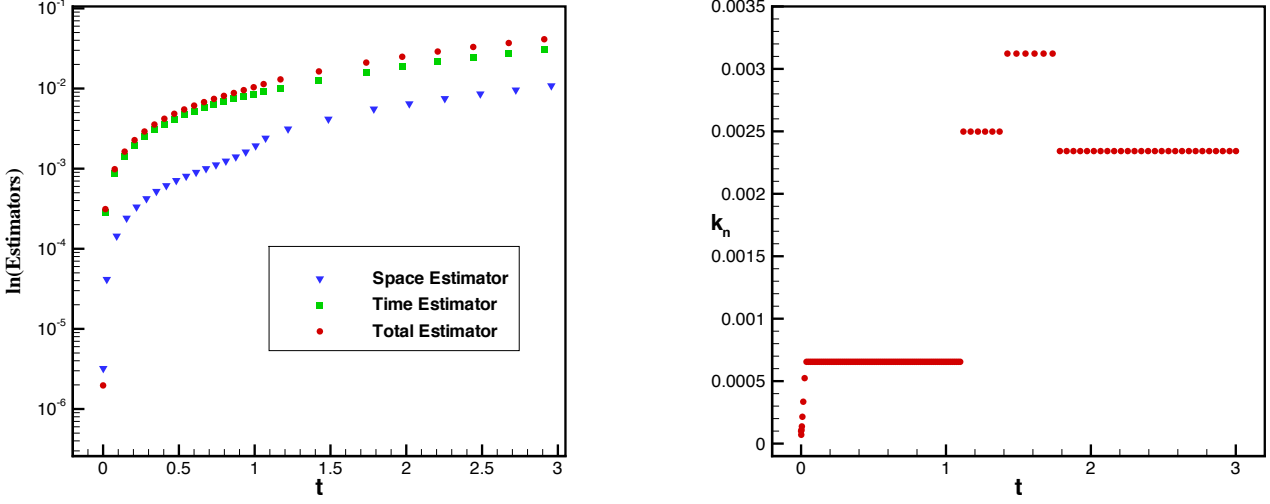 10^-1
10^-2
10^-3
10^-4
10^-5
10^-6
ln(Estimators)
Space Estimator
Time Estimator
Total Estimator
0 0.5 1 1.5 2 2.5 3
t
0.0035
0.003
0.0025
0.002
k_n
0.0015
0.001
0.0005
0
0 1 2 3
t